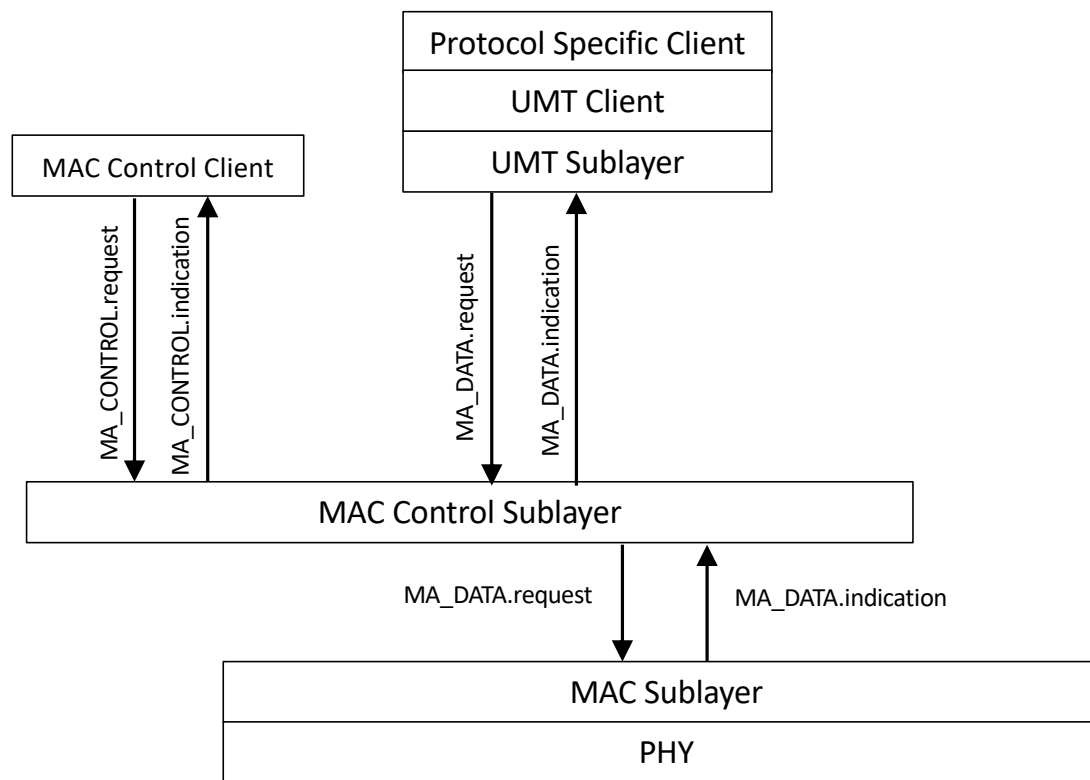 Protocol Specific Client
UMT Client
UMT Sublayer
MAC Control Client
MA_CONTROL.request
MA_CONTROL.indication
MA_DATA.request
MA_DATA.indication
MAC Control Sublayer
MA_DATA.request
MA_DATA.indication
MAC Sublayer
PHY